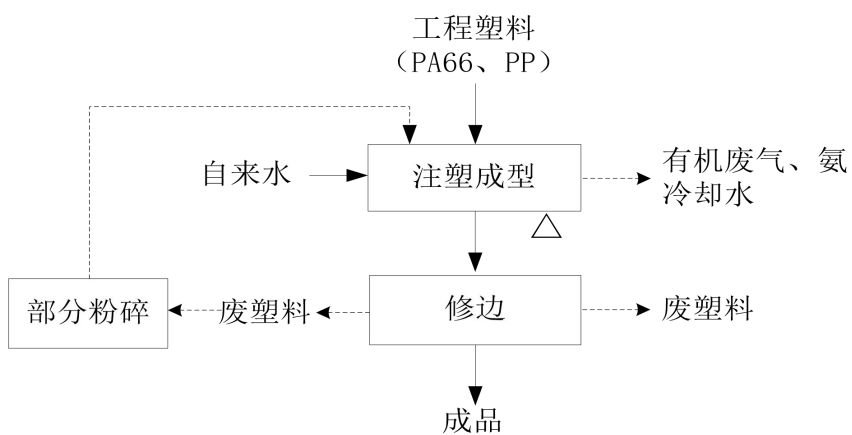 工程塑料
（PA66、PP）
自来水
注塑成型
有机废气、氨
冷却水
部分粉碎
废塑料
修边
废塑料
成品